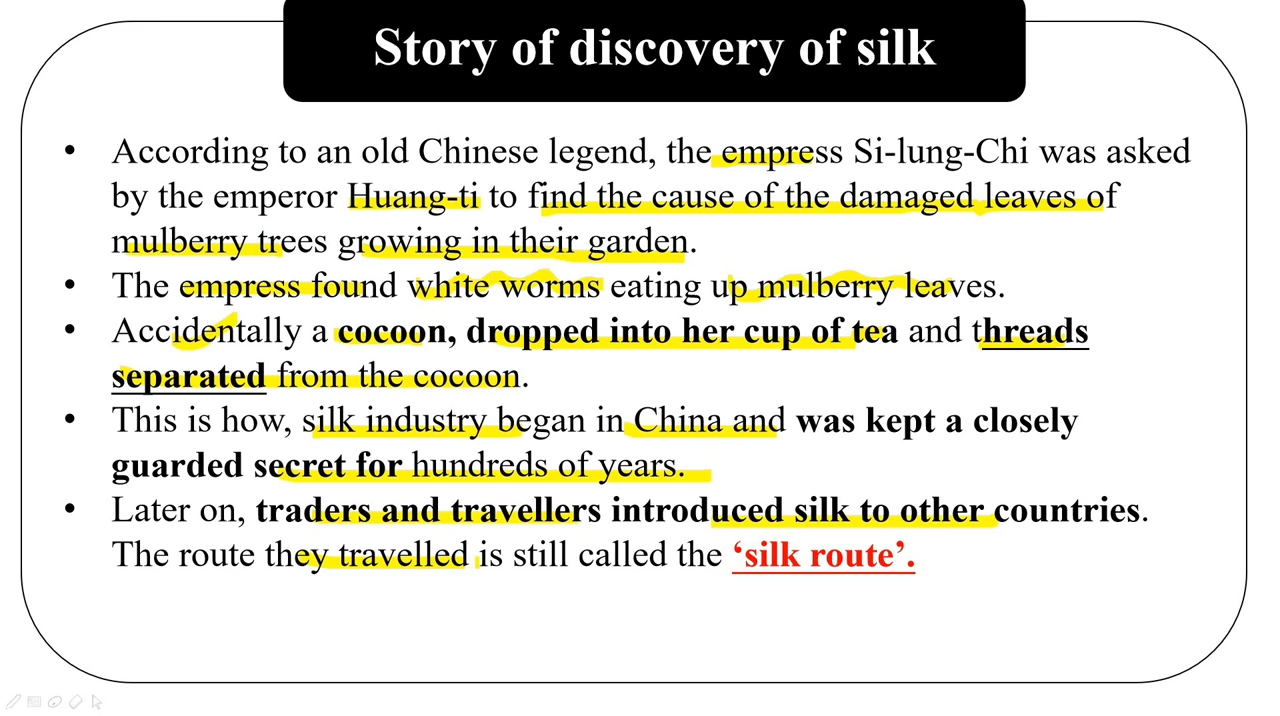 Story of discovery of silk
• According to an old Chinese legend, the empress Si-lung-Chi was asked
by the emperor Huang-ti to find the cause of the damaged leaves of
mulberry trees growing in their garden.
• The empress found white worms eating up mulberry leaves.
• Accidentally a cocoon, dropped into her cup of tea and threads
separated from the cocoon.
• This is how, silk industry began in China and was kept a closely
guarded secret for hundreds of years.
• Later on, traders and travellers introduced silk to other countries.
The route they travelled is still called the ‘silk route’.